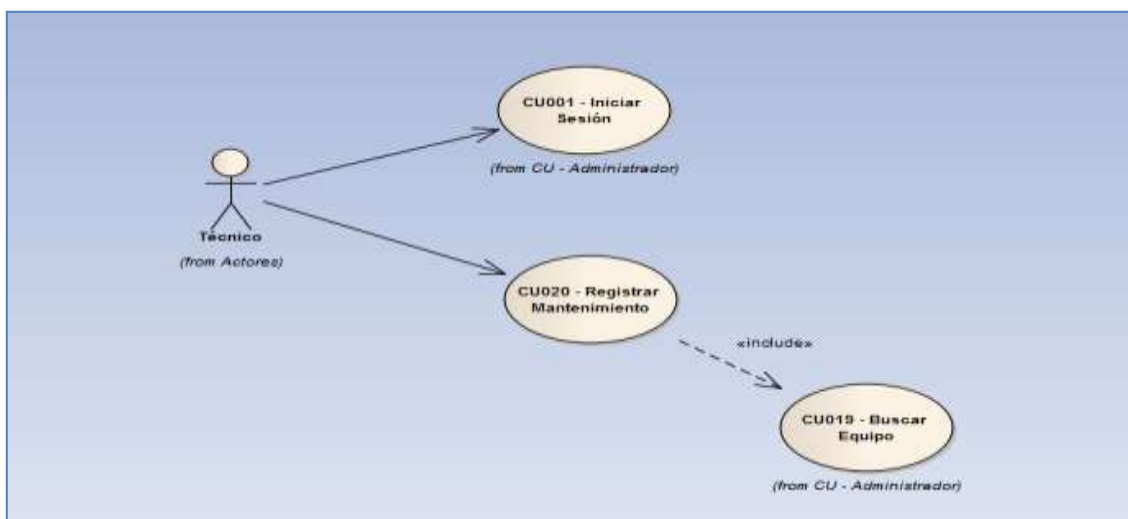 CU001 - Iniciar
Sesión
(from CU - Administrador)
Técnico
(from Actores)
CU020 - Registrar
Mantenimiento
«include»
CU019 - Buscar
Equipo
(from CU - Administrador)